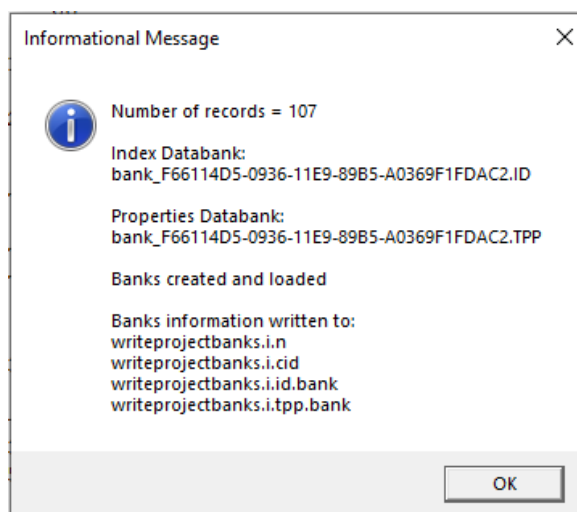 Informational Message
Number of records = 107
Index Databank:
bank_F66114D5-0936-11E9-89B5-A0369F1FDAC2.ID
Properties Databank:
bank_F66114D5-0936-11E9-89B5-A0369F1FDAC2.TPP
Banks created and loaded
Banks information written to:
writeprojectbanks.i.n
writeprojectbanks.i.cid
writeprojectbanks.i.id.bank
writeprojectbanks.i.tpp.bank
OK